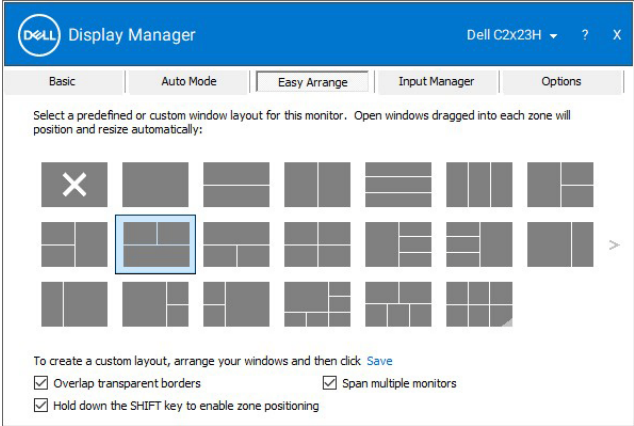 DELL Display Manager Dell C2x23H ? X
Basic Auto Mode Easy Arrange Input Manager Options
Select a predefined or custom window layout for this monitor. Open windows dragged into each zone will
position and resize automatically:
>
To create a custom layout, arrange your windows and then click Save
Overlap transparent borders Span multiple monitors
Hold down the SHIFT key to enable zone positioning